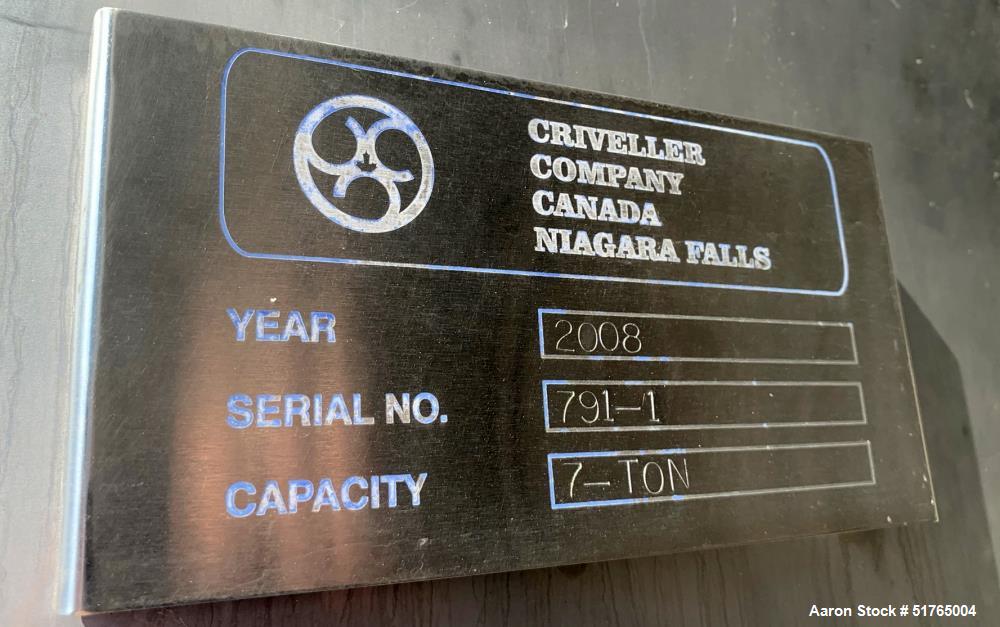 CRIVELLER
COMPANY
CANADA
NIAGARA FALLS
YEAR 2008
SERIAL NO. 791-1
CAPACITY 7-TON
Aaron Stock # 51765004